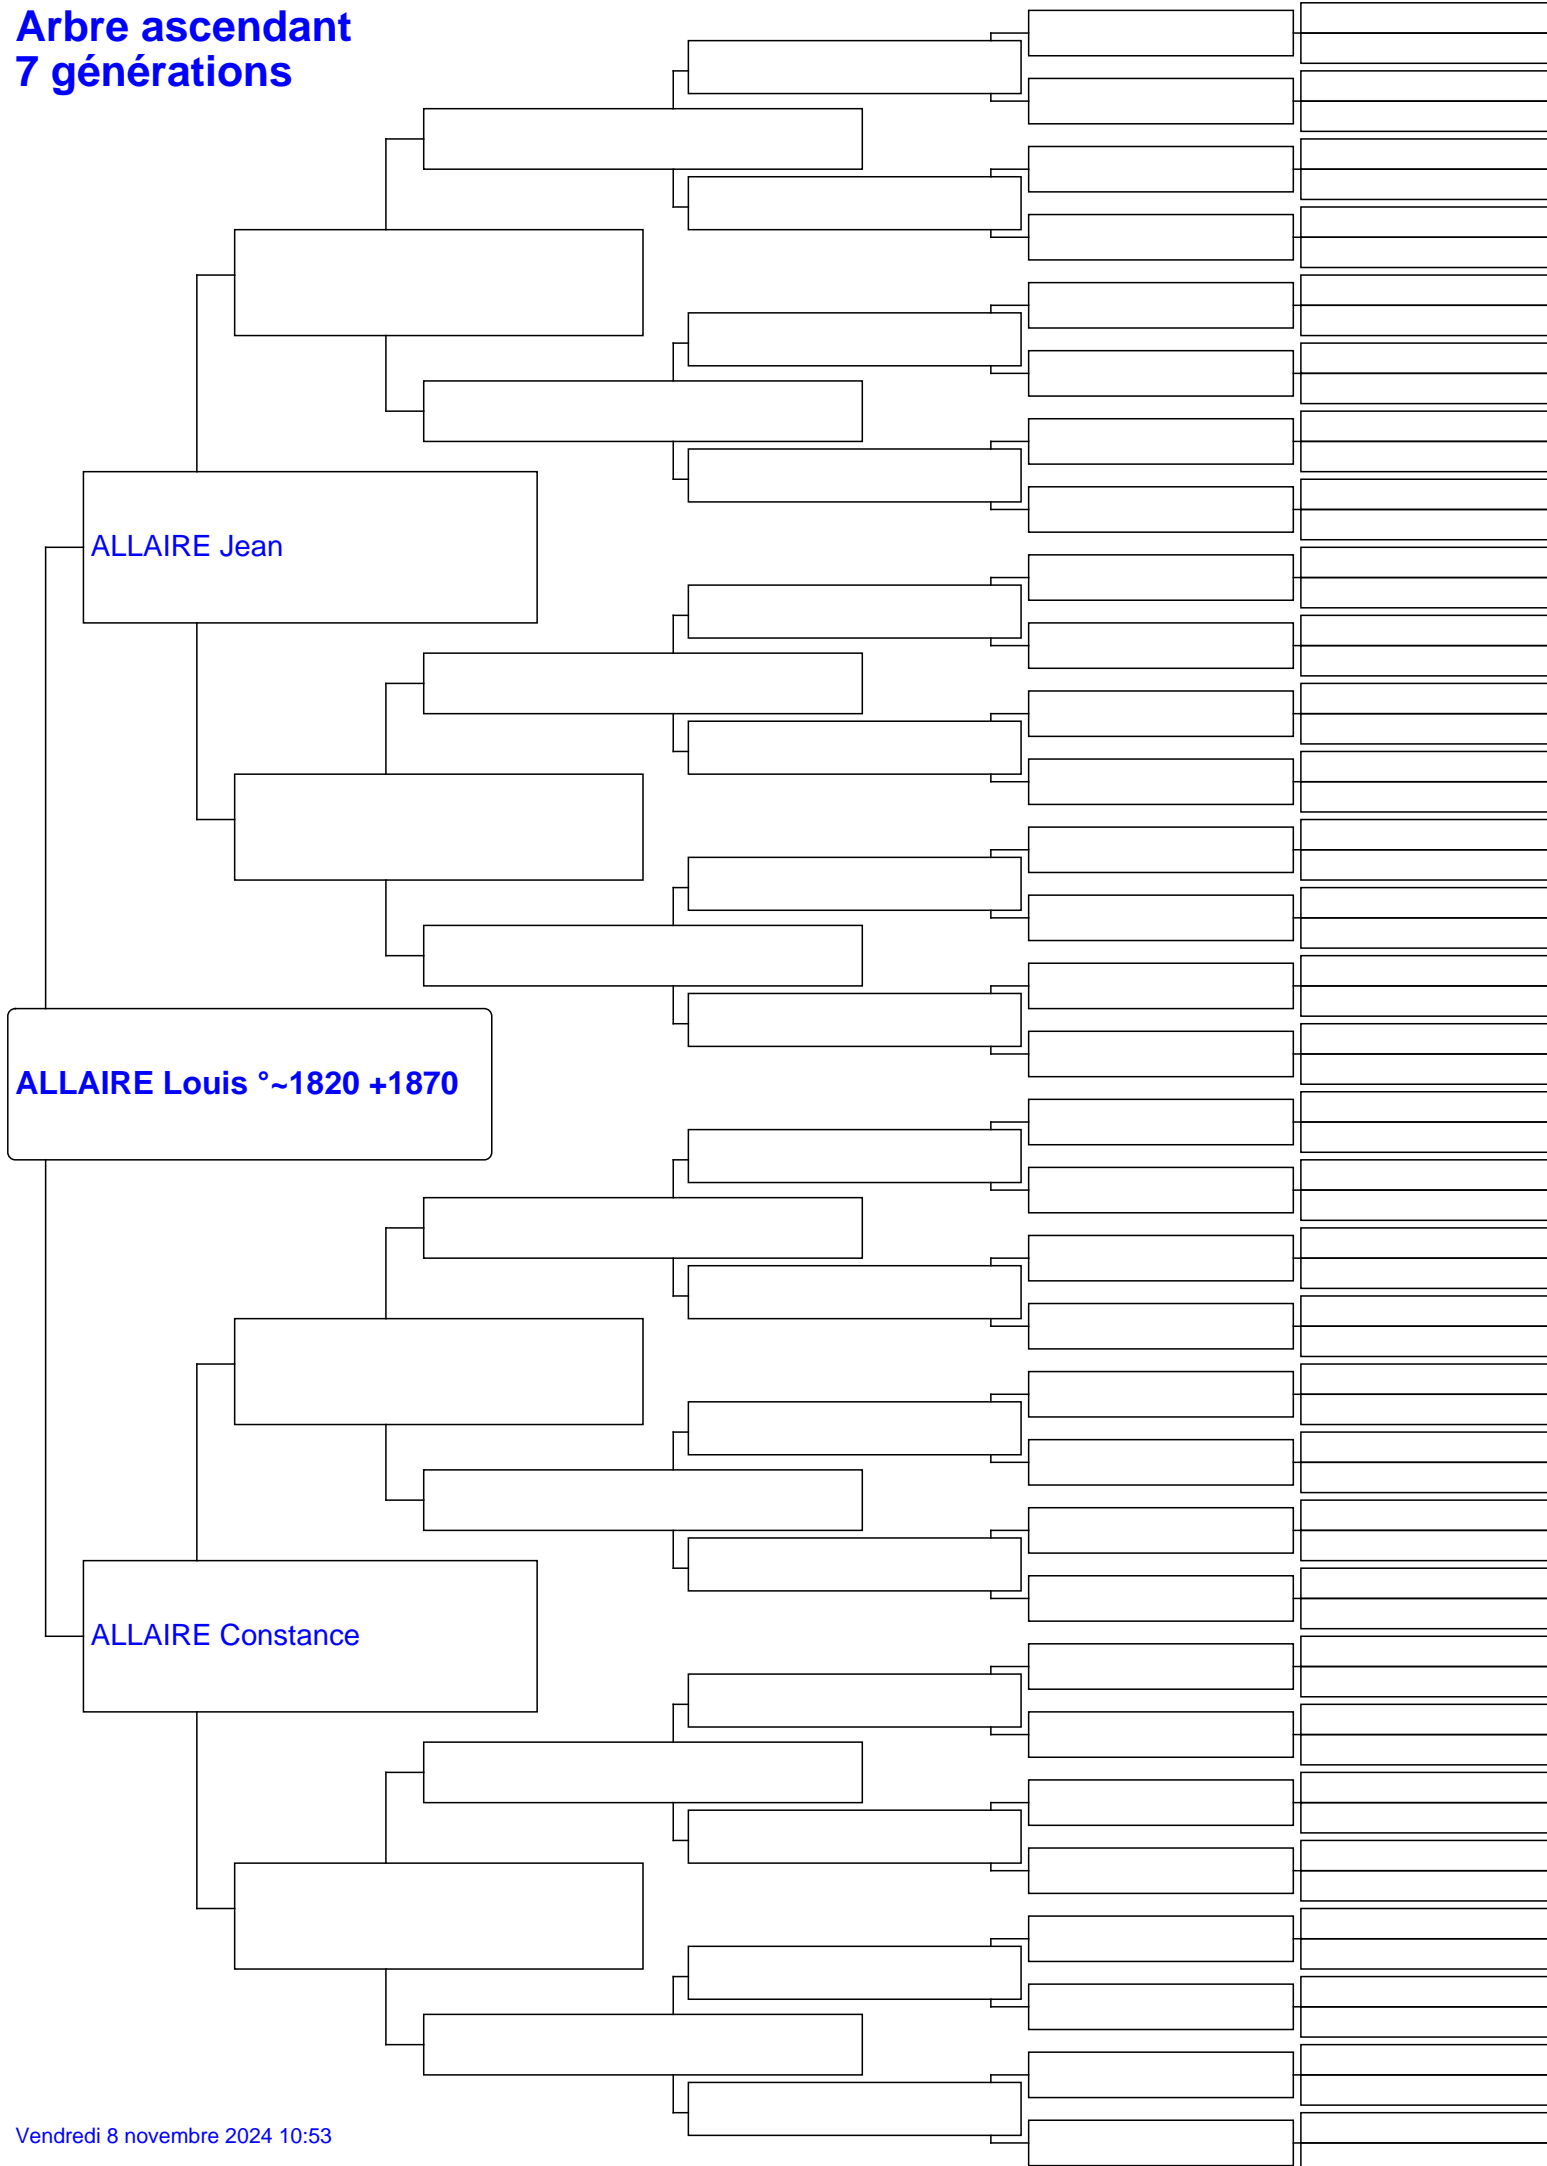 Arbre ascendant
7 générations
ALLAIRE Jean
ALLAIRE Louis °~1820 +1870
ALLAIRE Constance
Vendredi 8 novembre 2024 10:53